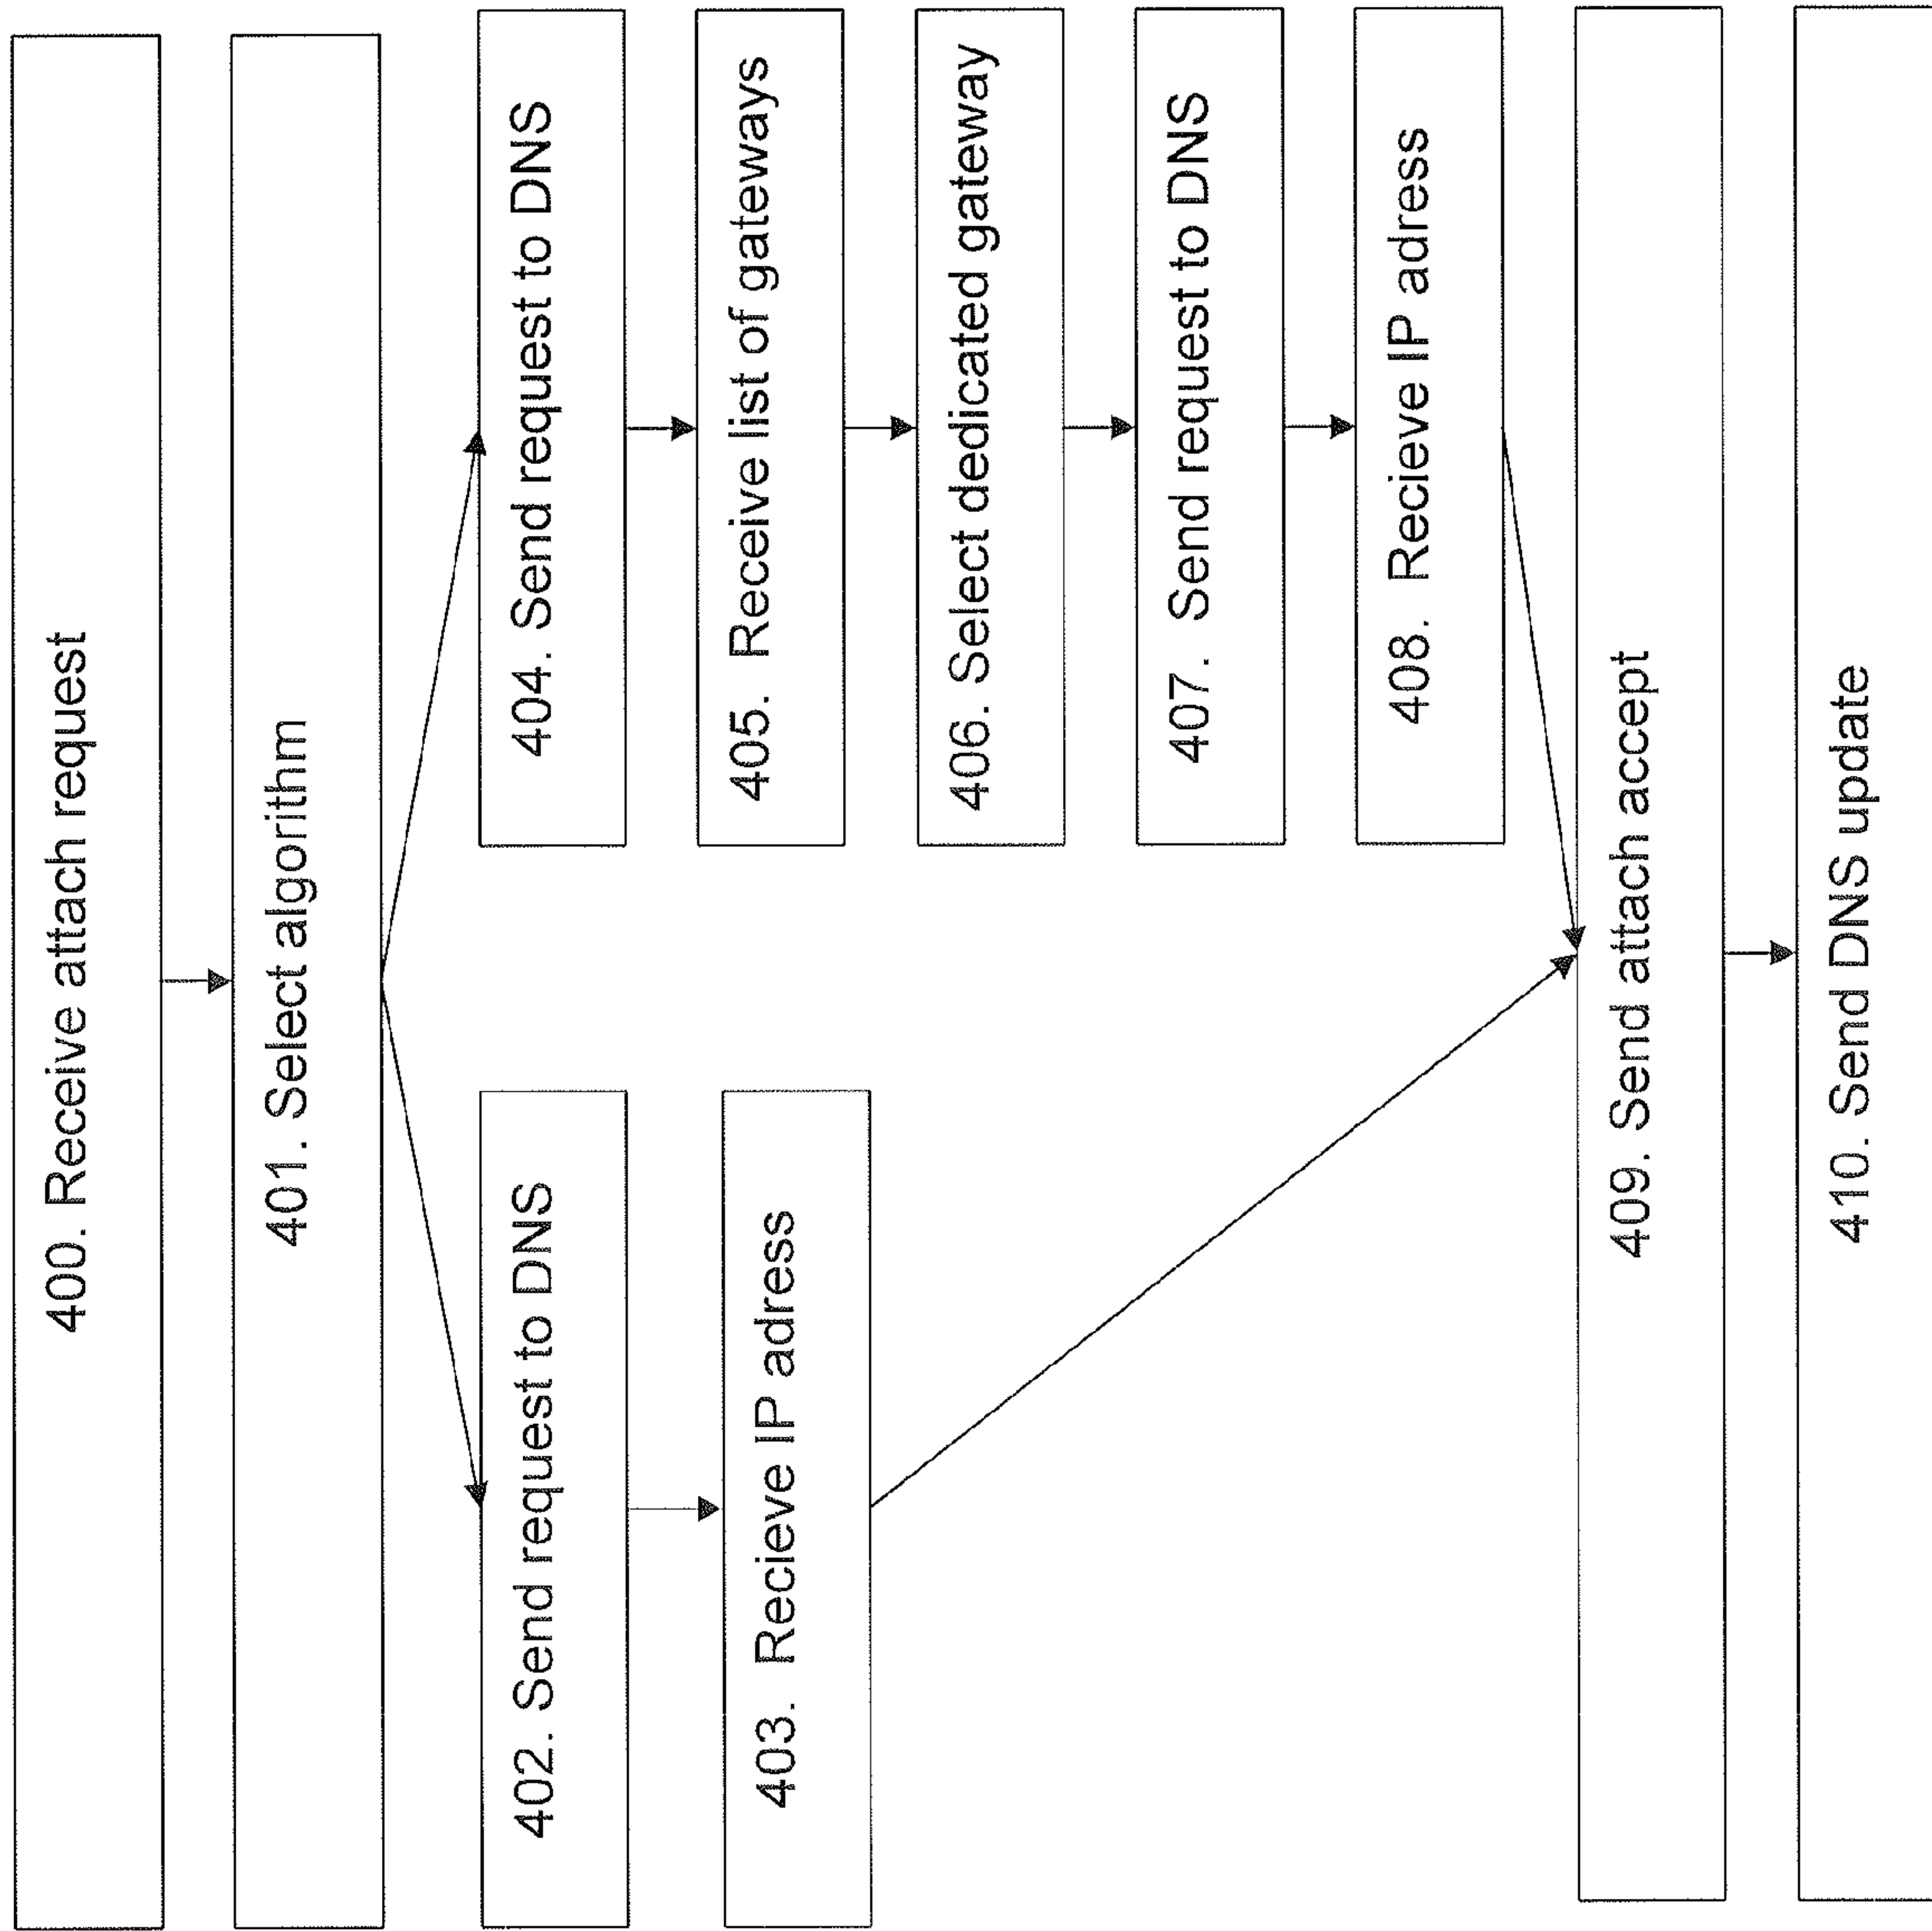 400. Receive attach request
401. Select algorithm
402. Send request to DNS
403. Recieve IP adress
404. Send request to DNS
405. Receive list of gateways
406. Select dedicated gateway
407. Send request to DNS
408. Recieve IP adress
409. Send attach accept
410. Send DNS update